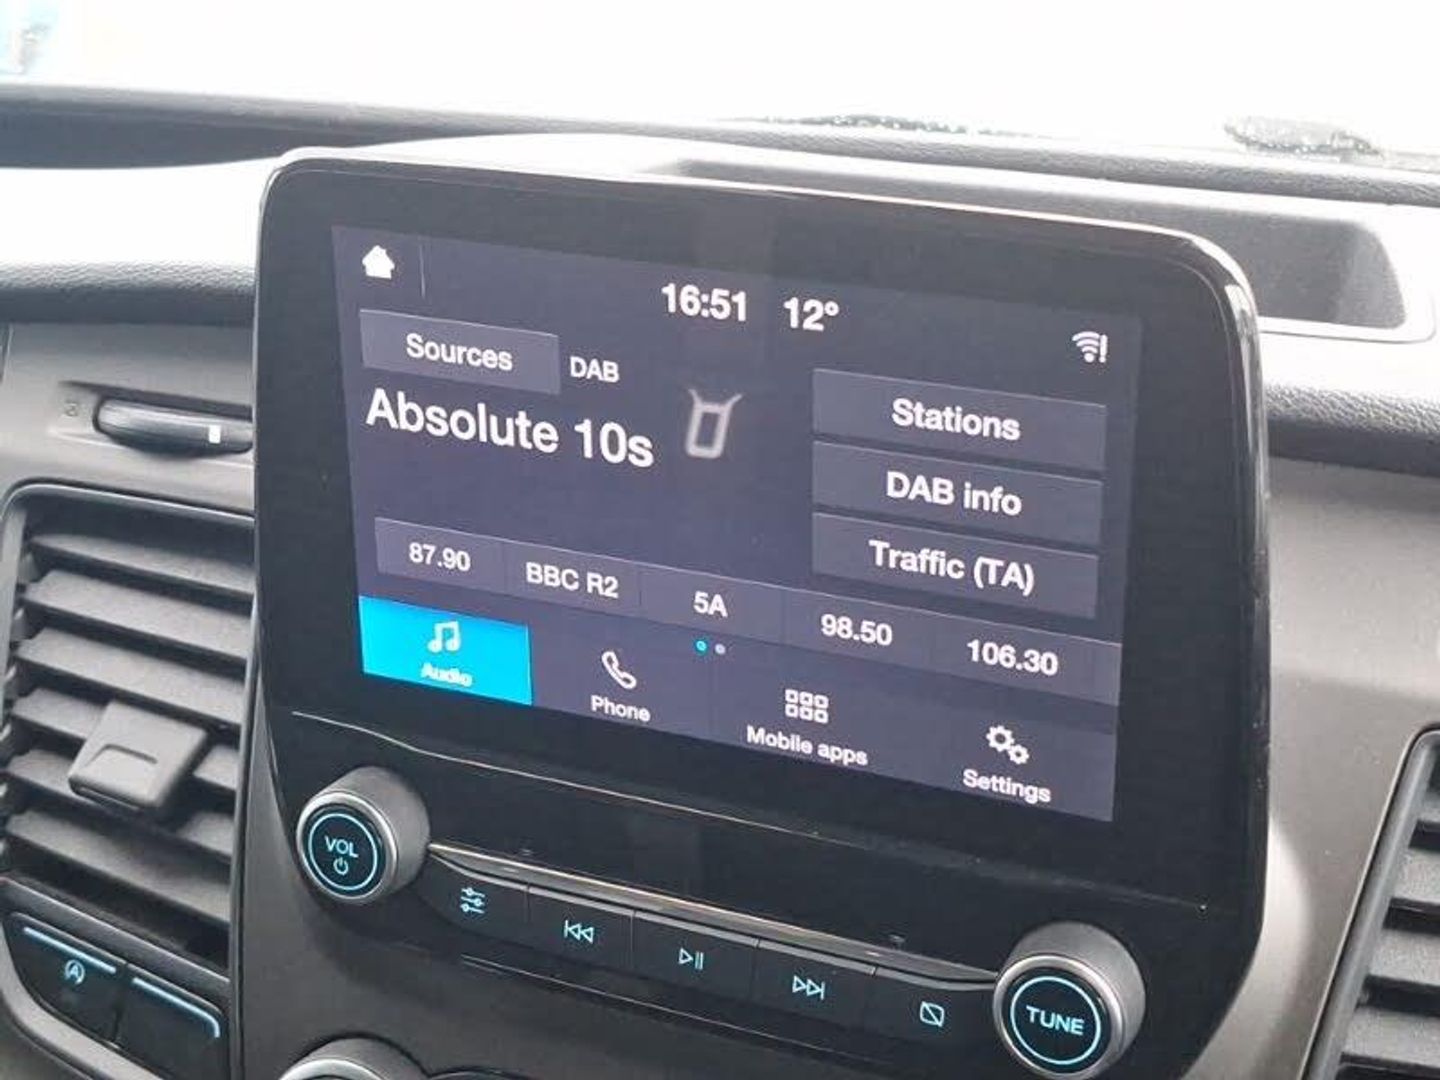 16:51 12°
Sources DAB
Absolute 10s
Stations
DAB info
Traffic (TA)
87.90 BBC R2 5A 98.50 106.30
Audio Phone Mobile apps Settings
VOL
TUNE
A